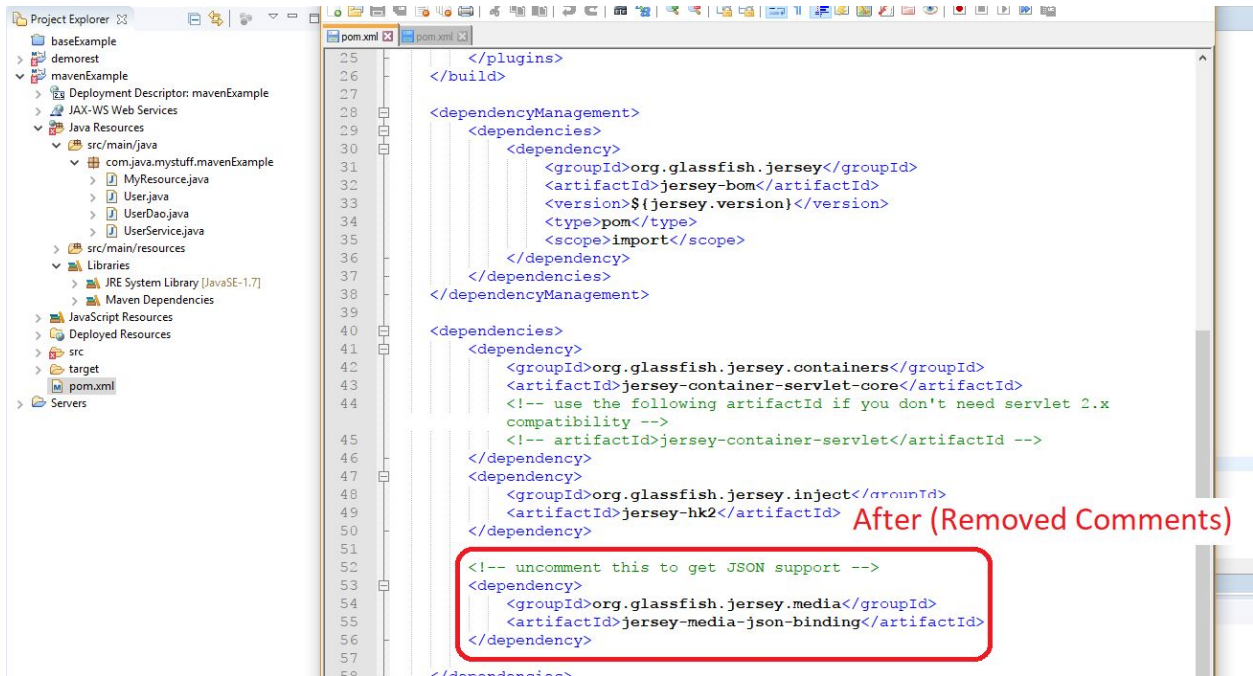 Project Explorer
baseExample
demorest
mavenExample
Deployment Descriptor: mavenExample
JAX-WS Web Services
Java Resources
src/main/java
com.java.mystuff.mavenExample
MyResource.java
User.java
UserDao.java
UserService.java
src/main/resources
Libraries
JRE System Library [JavaSE-1.7]
Maven Dependencies
JavaScript Resources
Deployed Resources
src
target
pom.xml
Servers
pom.xml pom.xml
25 </plugins>
26 </build>
27
28 <dependencyManagement>
29 <dependencies>
30 <dependency>
31 <groupId>org.glassfish.jersey</groupId>
32 <artifactId>jersey-bom</artifactId>
33 <version>${jersey.version}</version>
34 <type>pom</type>
35 <scope>import</scope>
36 </dependency>
37 </dependencies>
38 </dependencyManagement>
39
40 <dependencies>
41 <dependency>
42 <groupId>org.glassfish.jersey.containers</groupId>
43 <artifactId>jersey-container-servlet-core</artifactId>
44 <!-- use the following artifactId if you don't need servlet 2.x
compatibility -->
45 <!-- artifactId>jersey-container-servlet</artifactId -->
46 </dependency>
47 <dependency>
48 <groupId>org.glassfish.jersey.inject</groupId>
49 <artifactId>jersey-hk2</artifactId>
After (Removed Comments)
50 </dependency>
51
52 <!-- uncomment this to get JSON support -->
53 <dependency>
54 <groupId>org.glassfish.jersey.media</groupId>
55 <artifactId>jersey-media-json-binding</artifactId>
56 </dependency>
57
58 </dependencies>